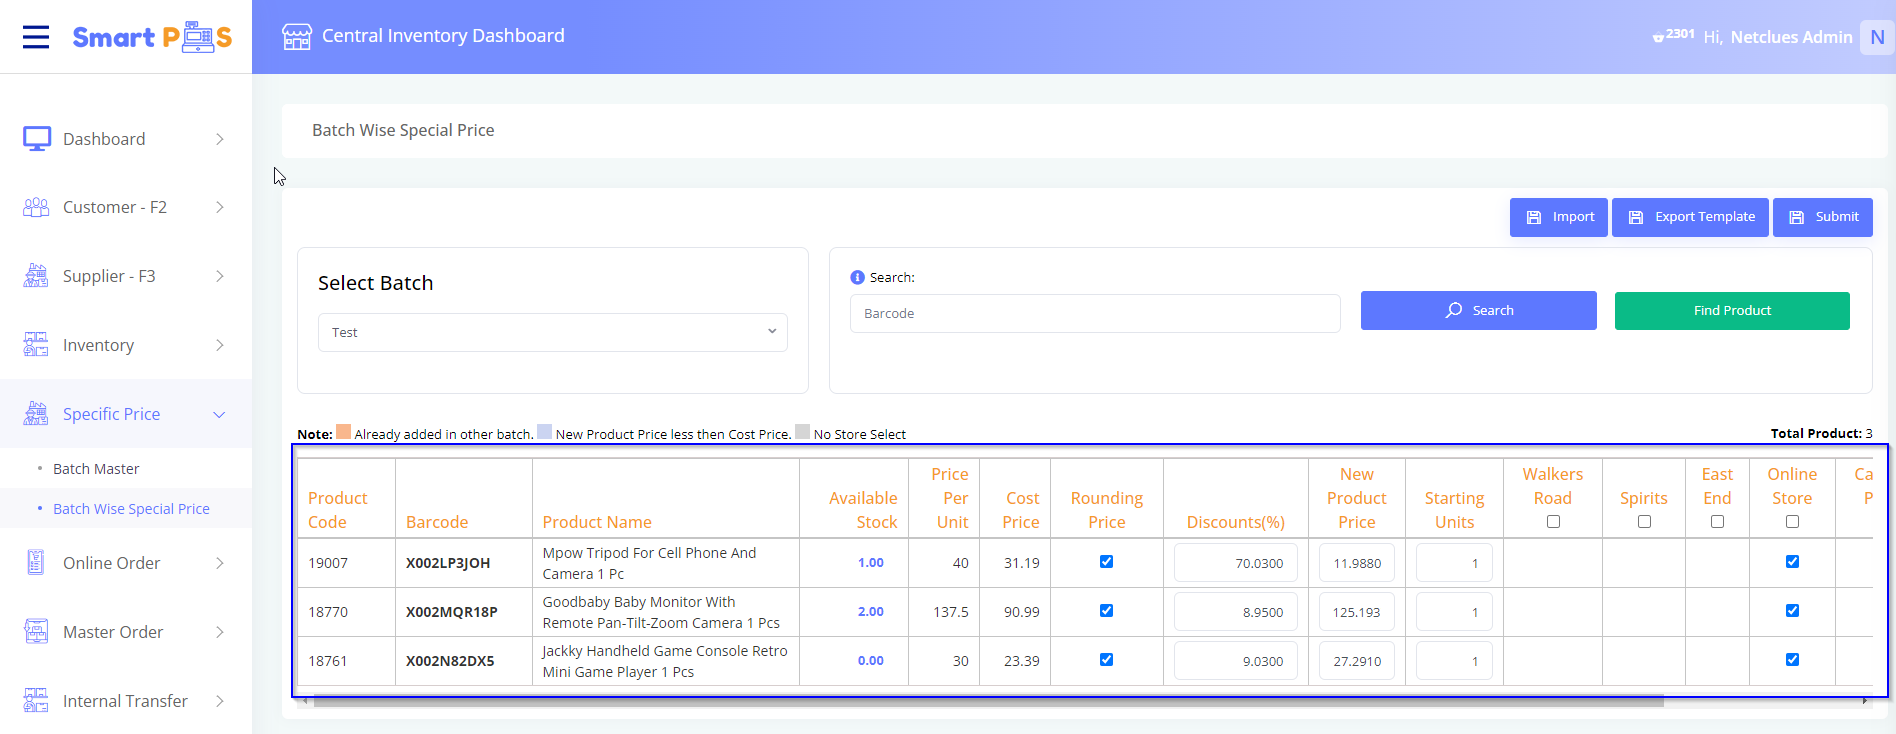 Smart POS
Central Inventory Dashboard
2301 Hi, Netclues Admin N
Dashboard
Customer - F2
Supplier - F3
Inventory
Specific Price
Batch Master
Batch Wise Special Price
Online Order
Master Order
Internal Transfer
Batch Wise Special Price
Import Export Template Submit
Select Batch
Test
Search:
Barcode
Search
Find Product
Note: Already added in other batch. New Product Price less then Cost Price. No Store Select
Total Product: 3
Product Code Barcode Product Name Available Stock Price Per Unit Cost Price Rounding Price Discounts(%) New Product Price Starting Units Walkers Road Spirits East End Online Store Ca P
19007 X002LP3JOH Mpow Tripod For Cell Phone And Camera 1 Pc 1.00 40 31.19 70.0300 11.9880 1
18770 X002MQR18P Goodbaby Baby Monitor With Remote Pan-Tilt-Zoom Camera 1 Pcs 2.00 137.5 90.99 8.9500 125.193 1
18761 X002N82DX5 Jackky Handheld Game Console Retro Mini Game Player 1 Pcs 0.00 30 23.39 9.0300 27.2910 1